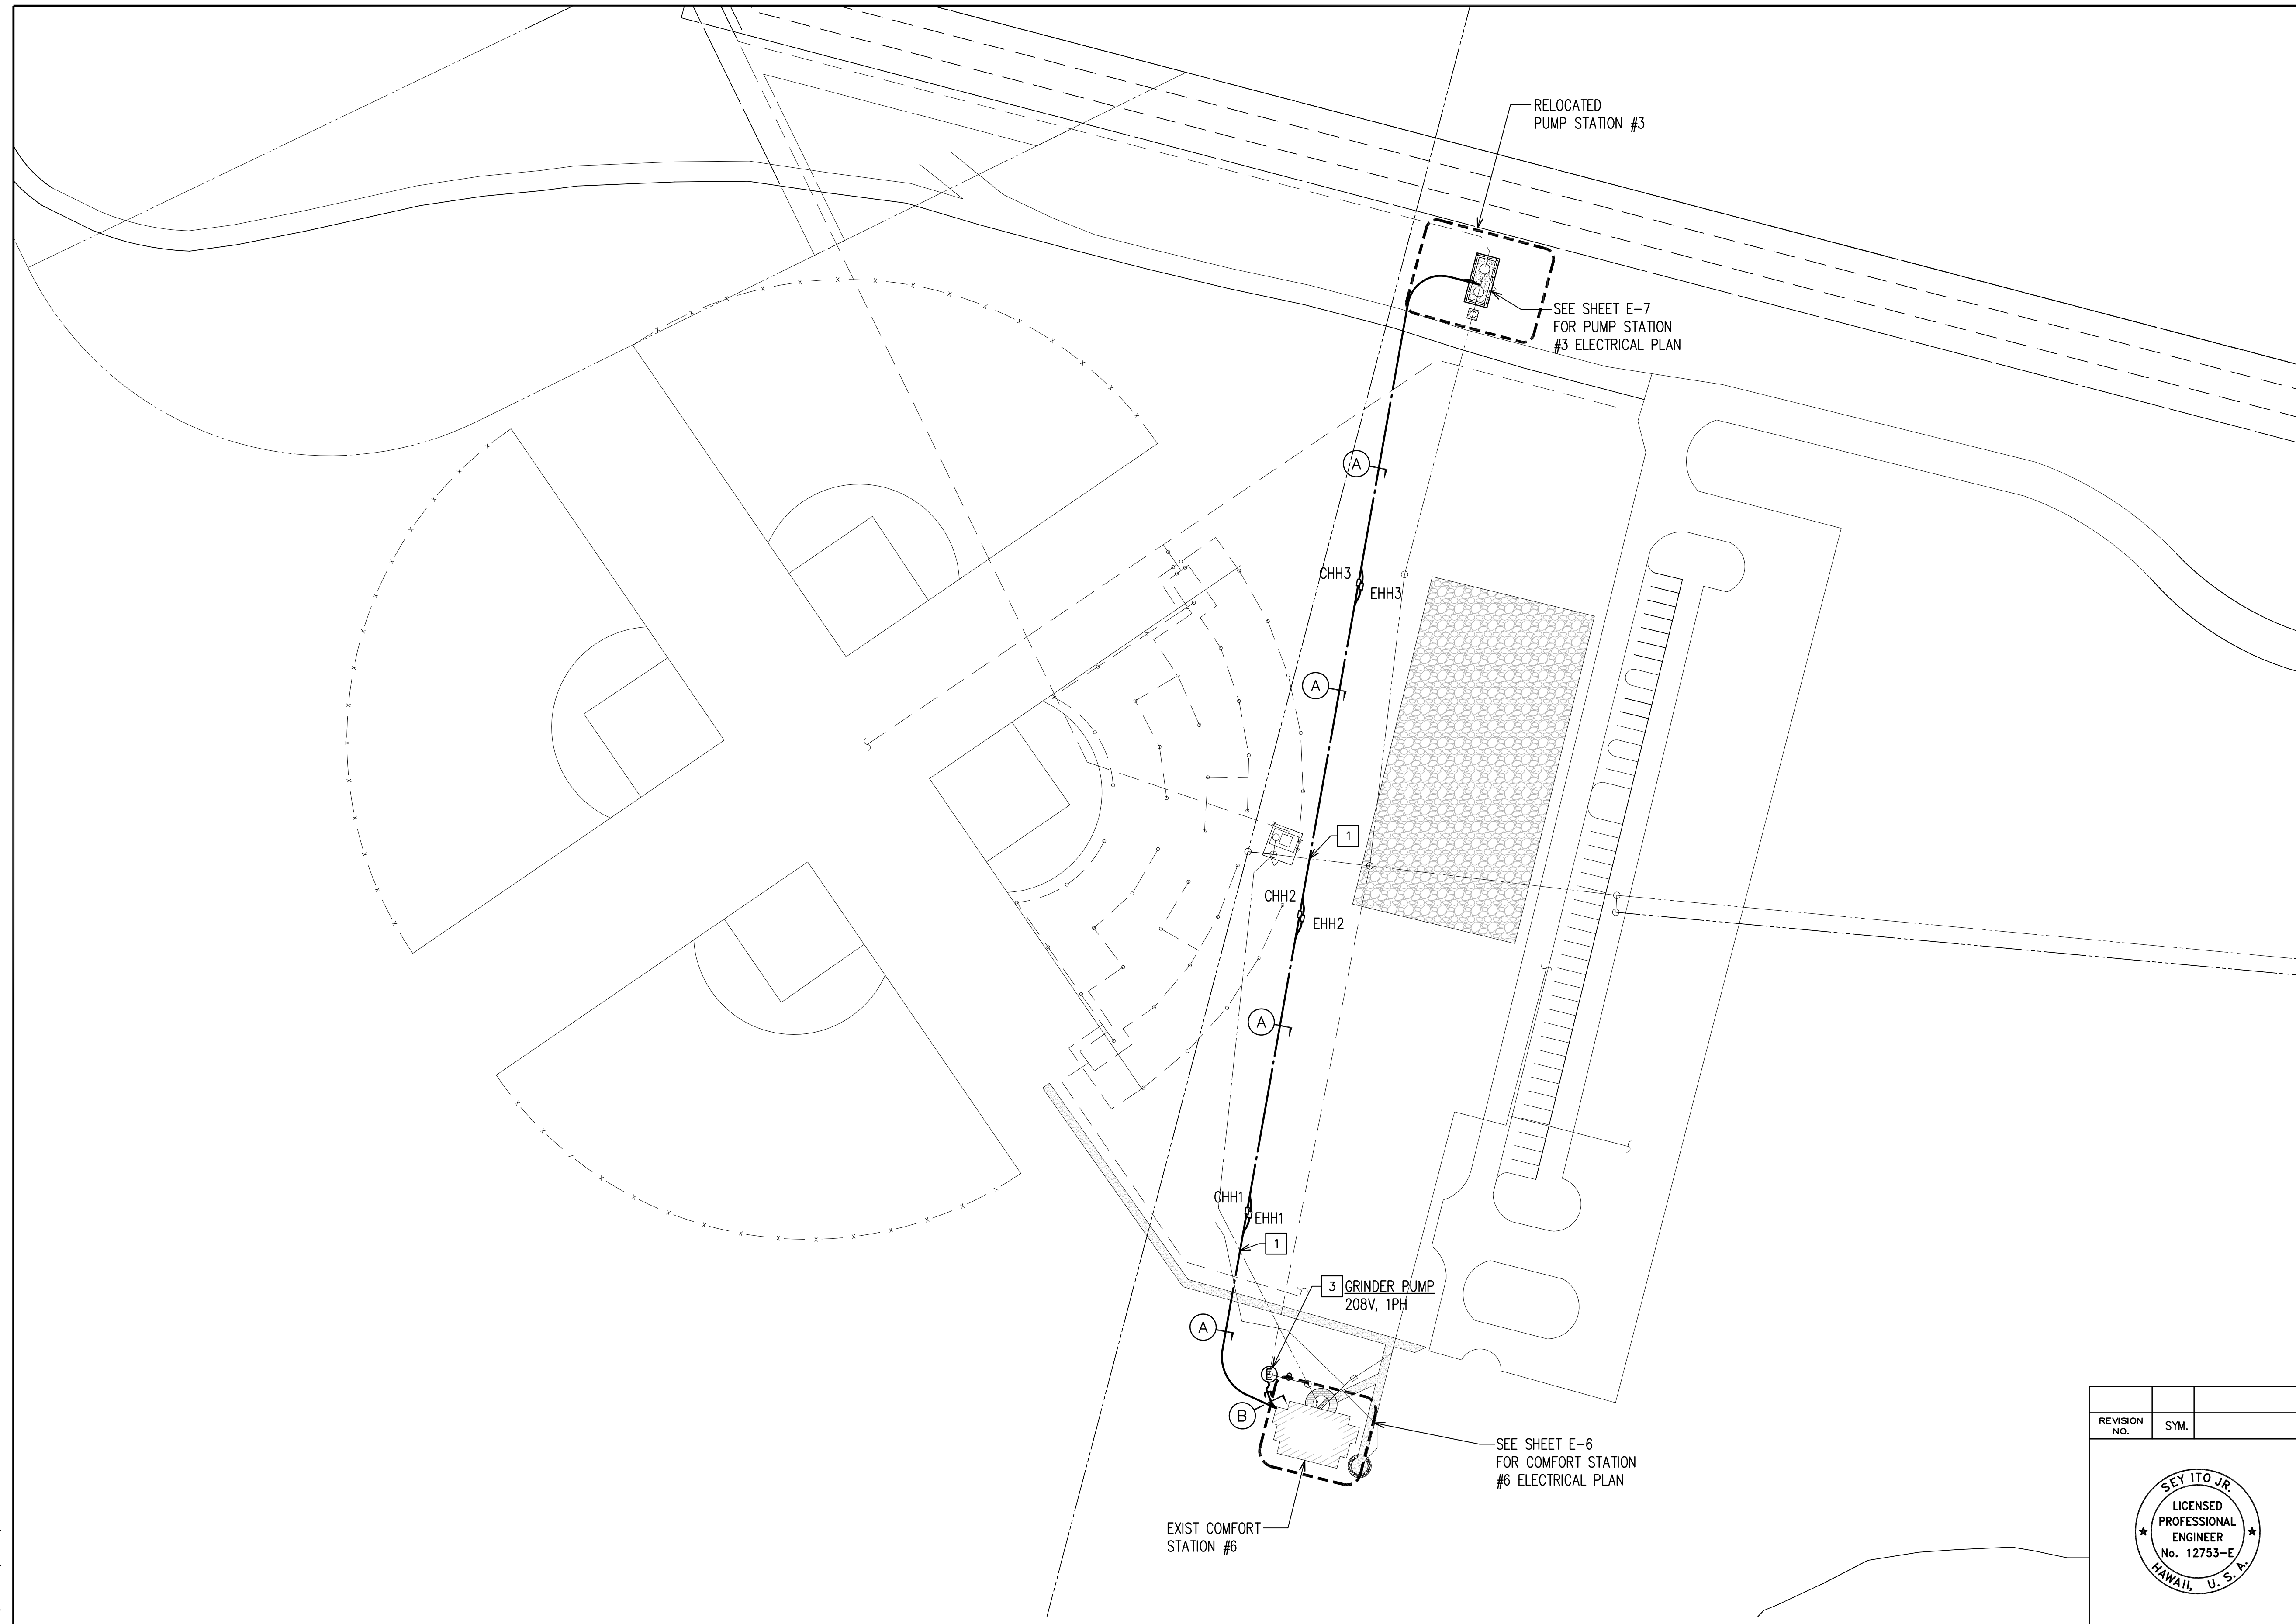 RELOCATED
PUMP STATION #3
SEE SHEET E-7
FOR PUMP STATION
#3 ELECTRICAL PLAN
A
CHH3
EHH3
A
1
CHH2
EHH2
A
CHH1
EHH1
1
3 GRINDER PUMP
208V, 1PH
A
E
B
SEE SHEET E-6
FOR COMFORT STATION
#6 ELECTRICAL PLAN
EXIST COMFORT
STATION #6
REVISION
NO.
SYM.
SEY ITO JR.
LICENSED
PROFESSIONAL
ENGINEER
No. 12753-E
HAWAII, U. S. A.